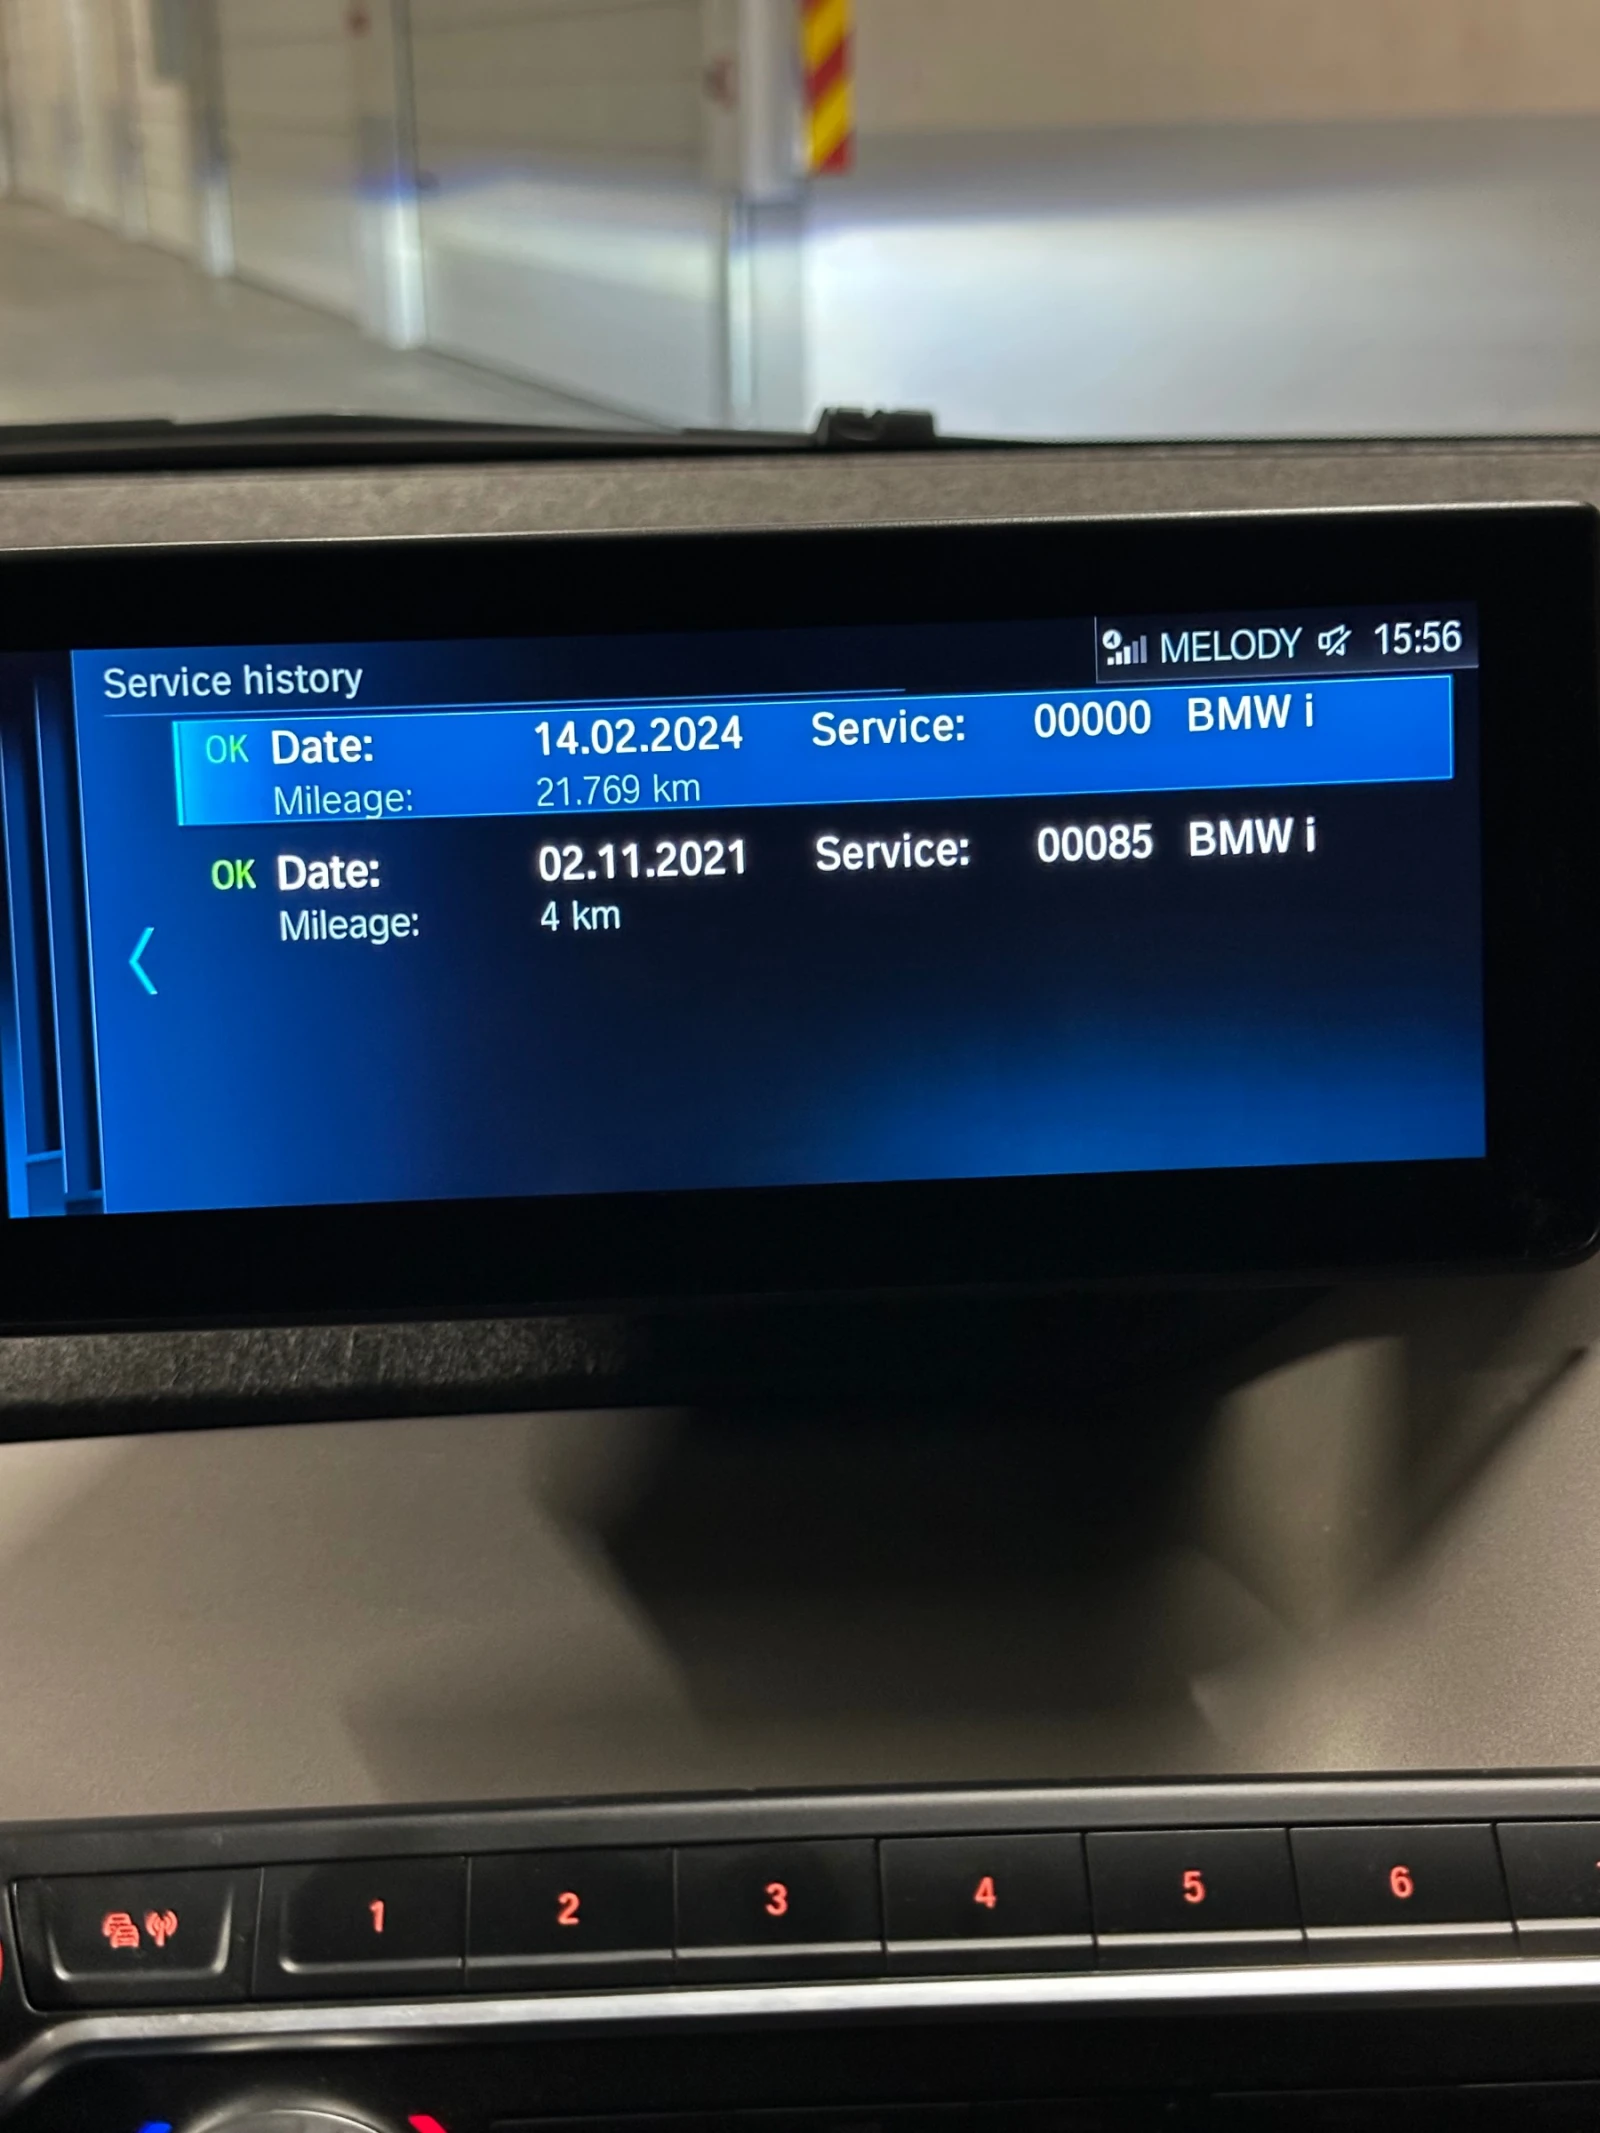 MELODY 15:56
Service history
OK Date: 14.02.2024 Service: 00000 BMW i
Mileage: 21.769 km
OK Date: 02.11.2021 Service: 00085 BMW i
Mileage: 4 km
1 2 3 4 5 6